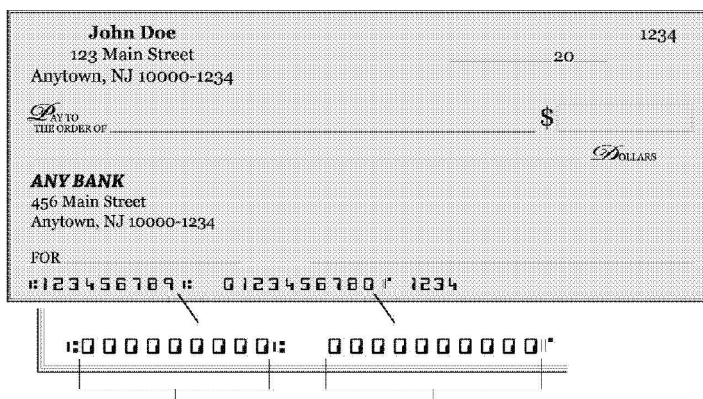 John Doe
1234
123 Main Street
20
Anytown, NJ 10000-1234
PAY TO
THE ORDER OF
$
DOLLARS
ANY BANK
456 Main Street
Anytown, NJ 10000-1234
FOR
⑆123456789⑆ 0123456780⑈ 1234
⑆000000000⑆ 0000000000⑈